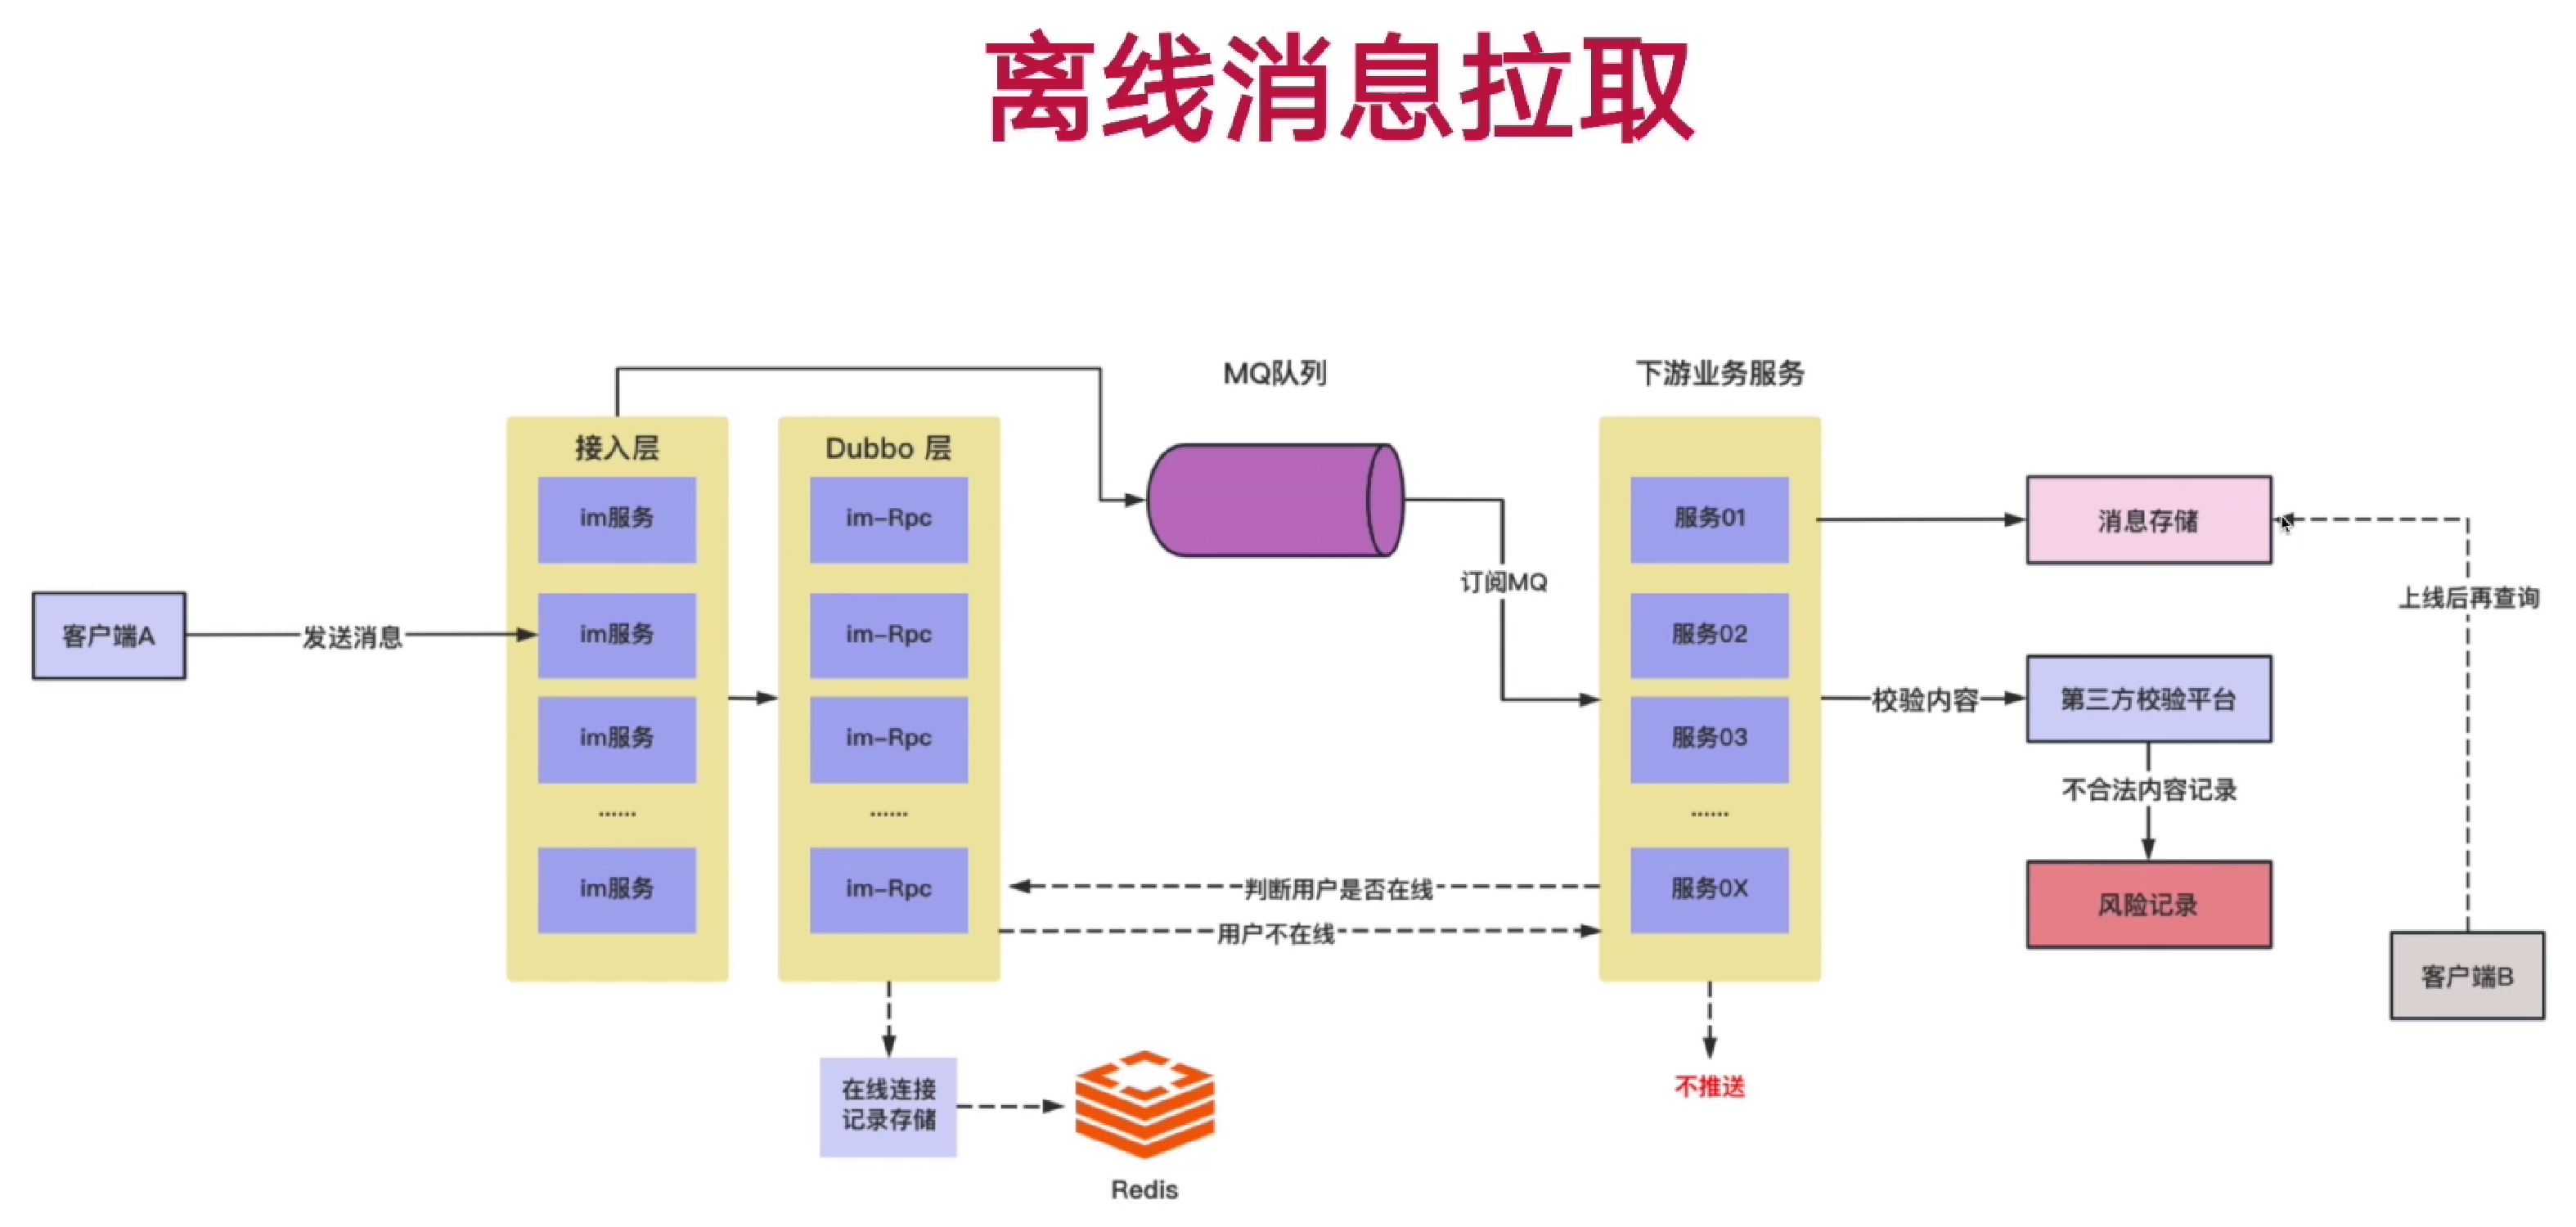 离线消息拉取
MQ队列
下游业务服务
接入层
Dubbo 层
im服务
im-Rpc
服务01
消息存储
订阅MQ
上线后再查询
客户端A
发送消息
im服务
im-Rpc
服务02
校验内容
第三方校验平台
im服务
im-Rpc
服务03
不合法内容记录
......
......
......
im服务
im-Rpc
判断用户是否在线
用户不在线
服务0X
风险记录
客户端B
在线连接
记录存储
Redis
不推送